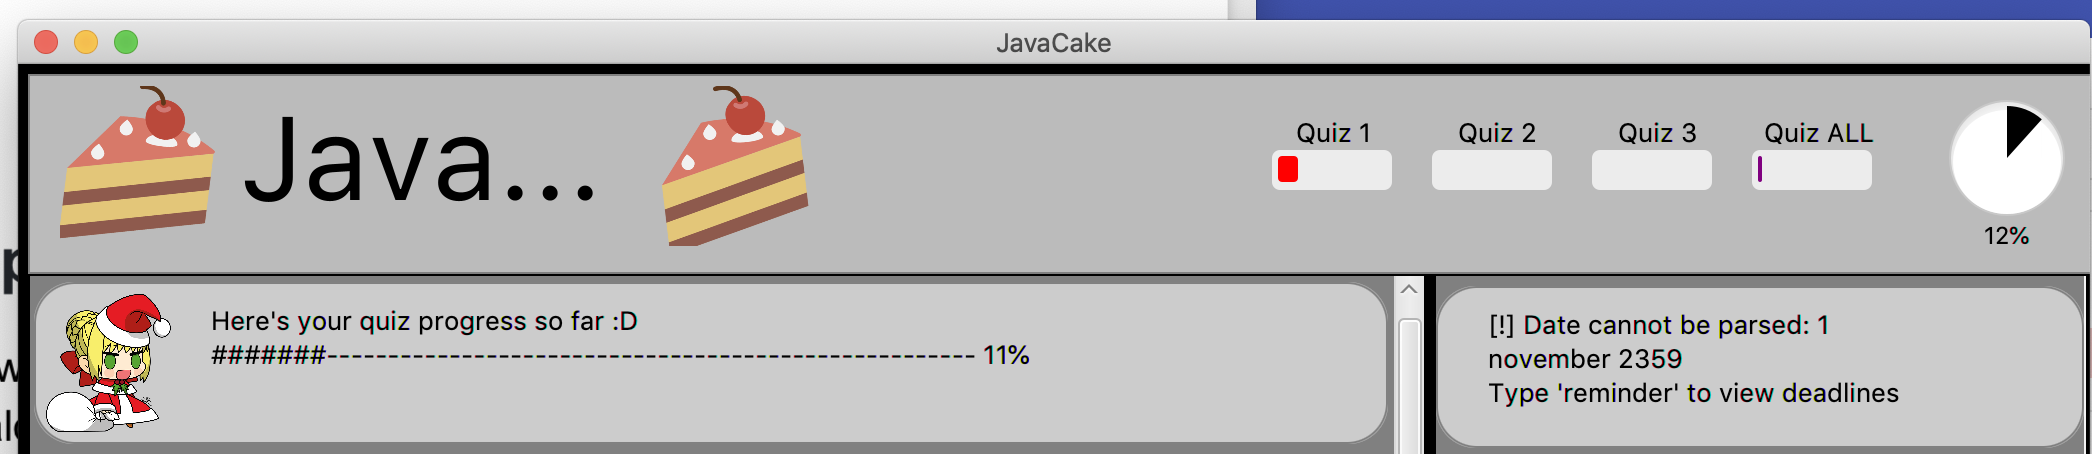 JavaCake
Java...
Quiz 1
Quiz 2
Quiz 3
Quiz ALL
12%
Here's your quiz progress so far :D
#######----------------------------------------------------- 11%
[!] Date cannot be parsed: 1
november 2359
Type 'reminder' to view deadlines